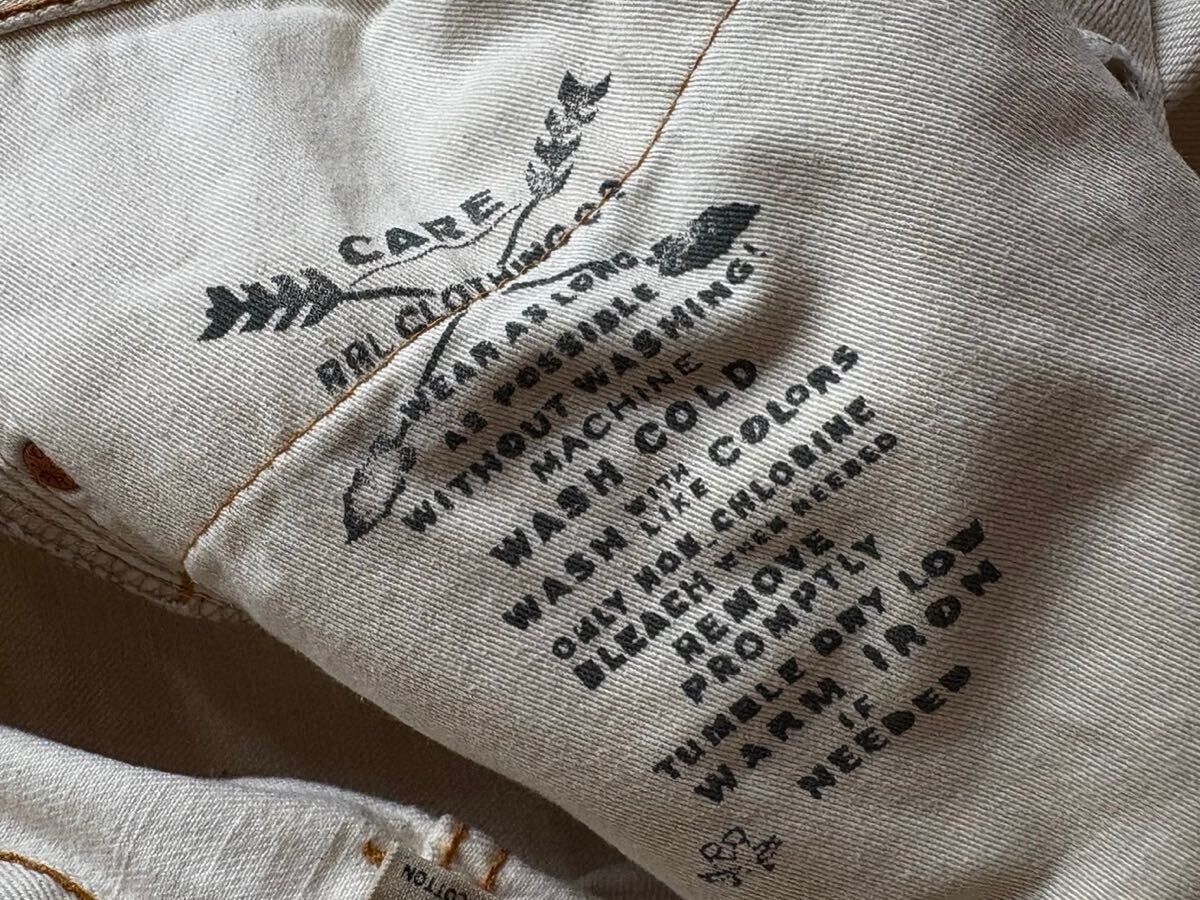 CARE
RRL CLOTHING CO.
WEAR AS LONG
AS POSSIBLE
WITHOUT WASHING!
MACHINE
WASH COLD
WASH WITH LIKE COLORS
ONLY NON-CHLORINE
BLEACH WHEN NEEDED
REMOVE
PROMPTLY
TUMBLE DRY LOW
WARM IRON
IF
NEEDED
COTTON